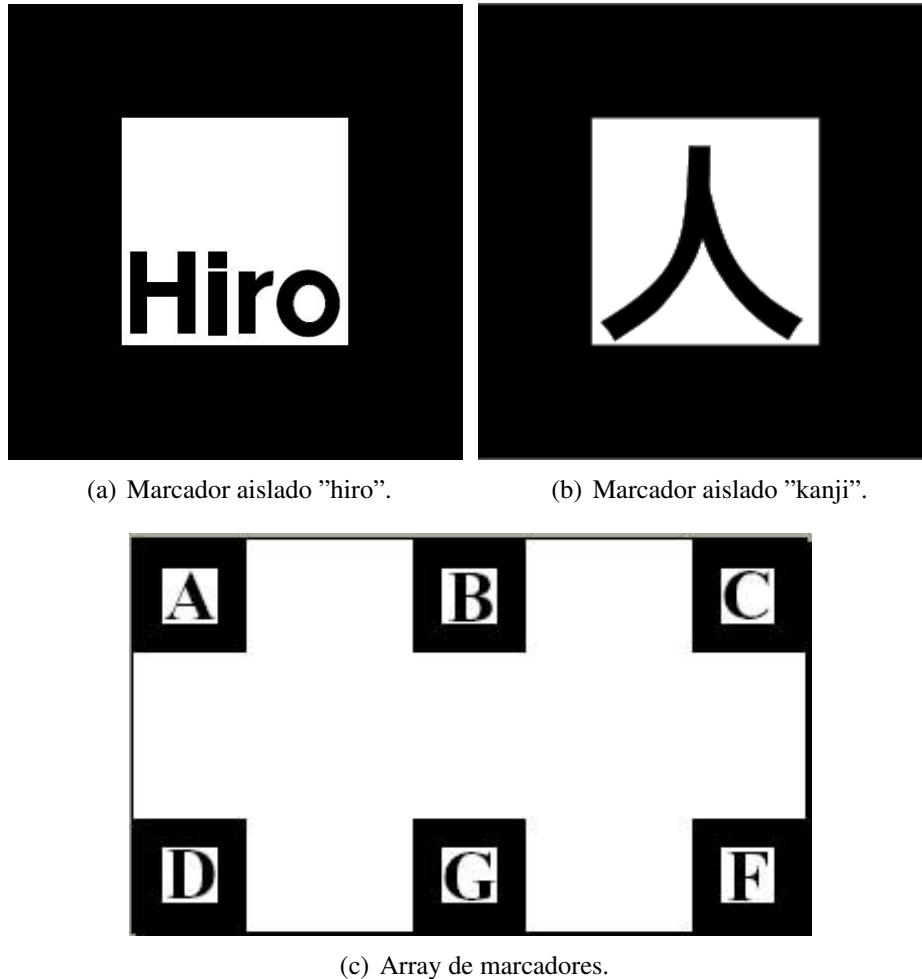 Hiro
人
(a) Marcador aislado ”hiro”.
(b) Marcador aislado ”kanji”.
A B C
D G F
(c) Array de marcadores.